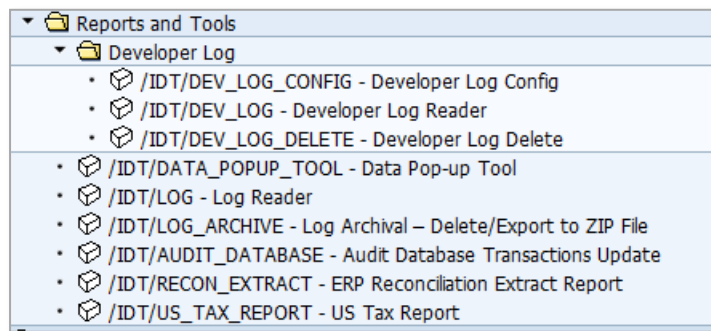 Reports and Tools
Developer Log
/IDT/DEV_LOG_CONFIG - Developer Log Config
/IDT/DEV_LOG - Developer Log Reader
/IDT/DEV_LOG_DELETE - Developer Log Delete
/IDT/DATA_POPUP_TOOL - Data Pop-up Tool
/IDT/LOG - Log Reader
/IDT/LOG_ARCHIVE - Log Archival – Delete/Export to ZIP File
/IDT/AUDIT_DATABASE - Audit Database Transactions Update
/IDT/RECON_EXTRACT - ERP Reconciliation Extract Report
/IDT/US_TAX_REPORT - US Tax Report